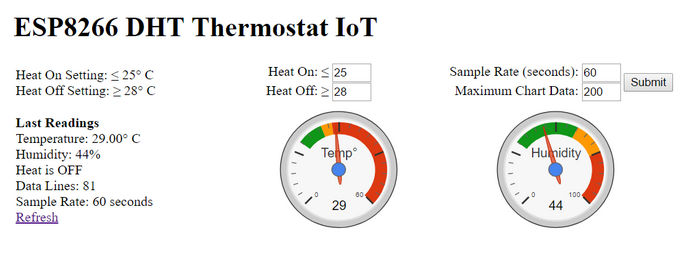 ESP8266 DHT Thermostat IoT
Heat On Setting: ≤ 25° C
Heat Off Setting: ≥ 28° C
Heat On: ≤ 25
Heat Off: ≥ 28
Sample Rate (seconds): 60
Maximum Chart Data: 200
Submit
Last Readings
Temperature: 29.00° C
Humidity: 44%
Heat is OFF
Data Lines: 81
Sample Rate: 60 seconds
Refresh
Temp°
0 60
29
Humidity
0 100
44